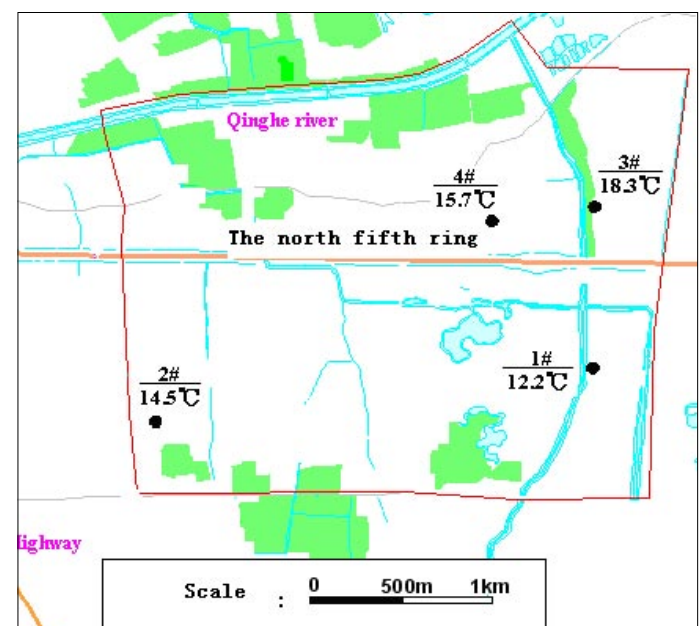 Qinghe river
3#
18.3℃
4#
15.7℃
The north fifth ring
1#
12.2℃
2#
14.5℃
Highway
Scale : 0 500m 1km